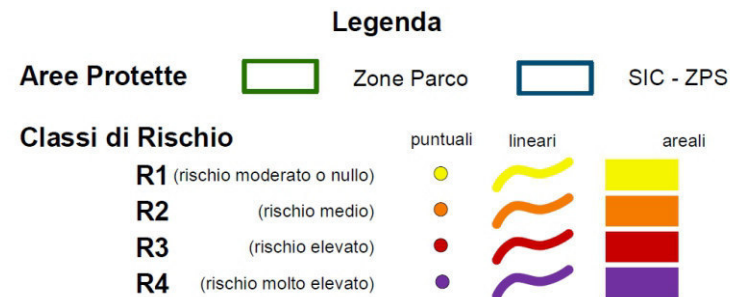 Legenda
Aree Protette Zone Parco SIC - ZPS
Classi di Rischio puntuali lineari areali
R1 (rischio moderato o nullo)
R2 (rischio medio)
R3 (rischio elevato)
R4 (rischio molto elevato)